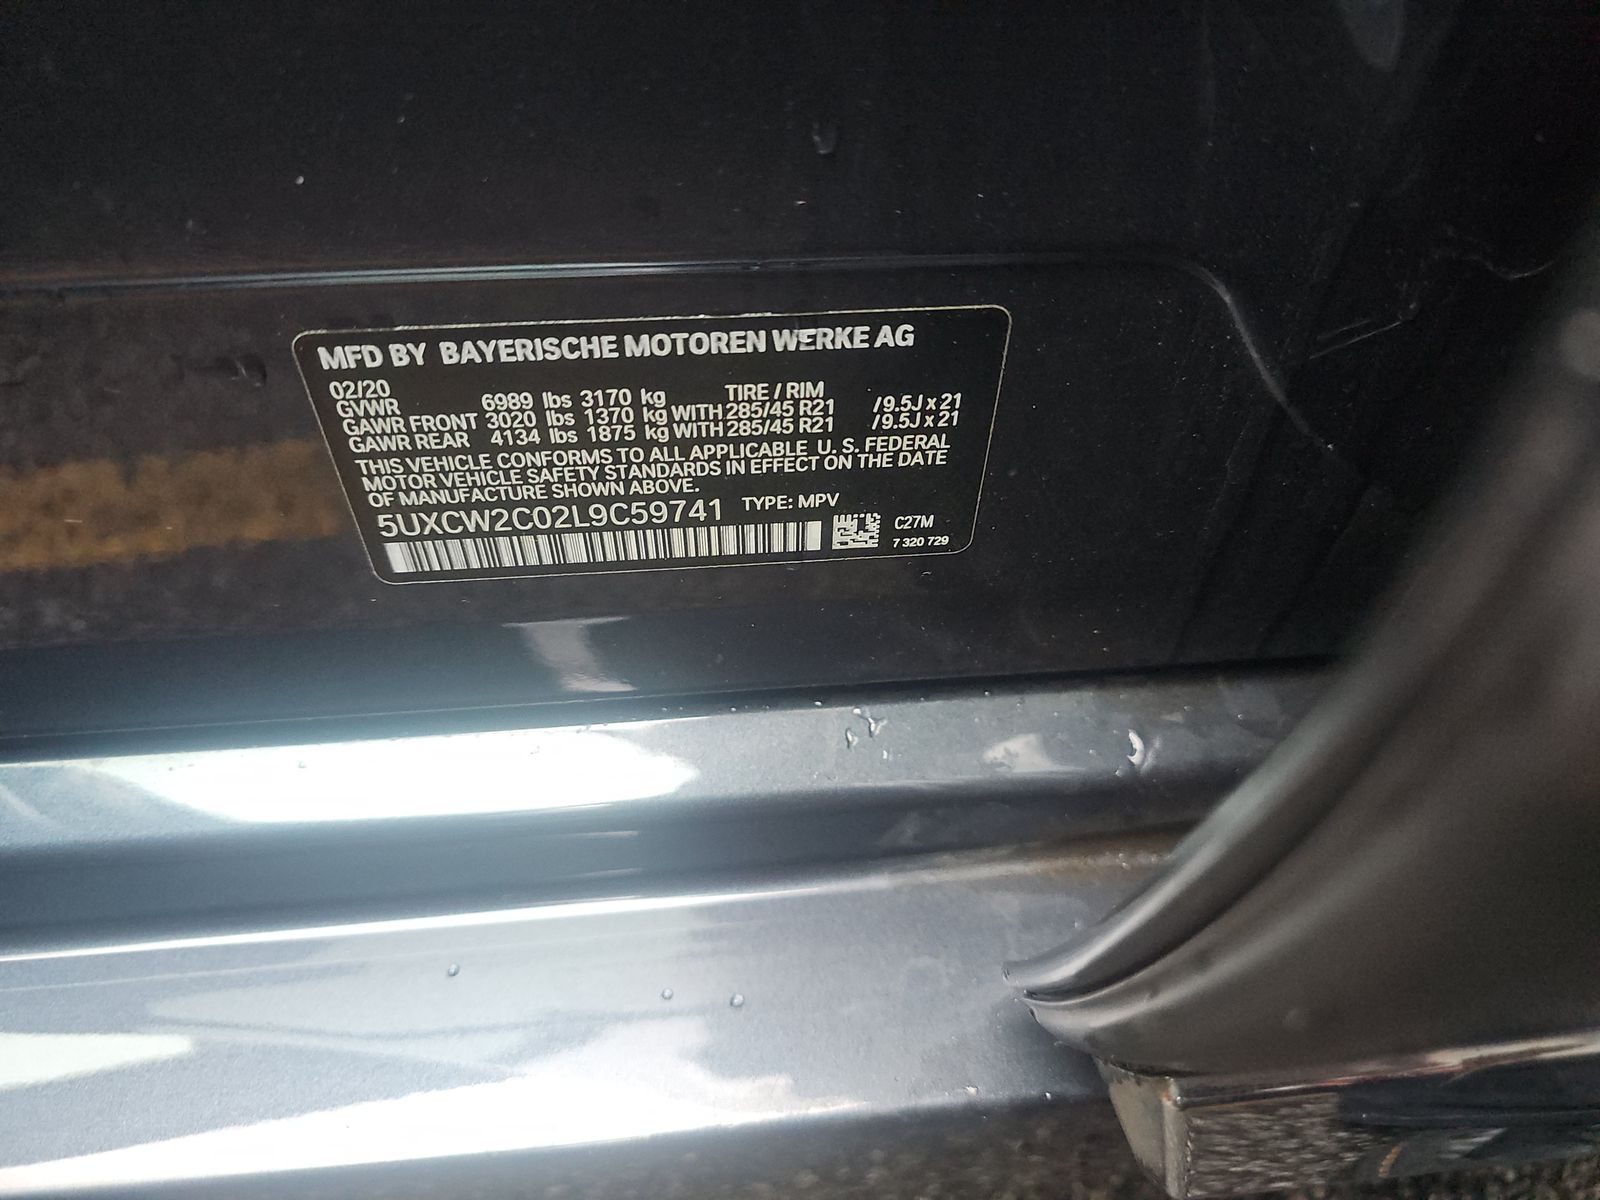 MFD BY BAYERISCHE MOTOREN WERKE AG
02/20 TIRE / RIM
GVWR 6989 lbs 3170 kg
GAWR FRONT 3020 lbs 1370 kg WITH 285/45 R21 /9.5J x 21
GAWR REAR 4134 lbs 1875 kg WITH 285/45 R21 /9.5J x 21
THIS VEHICLE CONFORMS TO ALL APPLICABLE U. S. FEDERAL
MOTOR VEHICLE SAFETY STANDARDS IN EFFECT ON THE DATE
OF MANUFACTURE SHOWN ABOVE.
5UXCW2C02L9C59741 TYPE: MPV
C27M
7 320 729